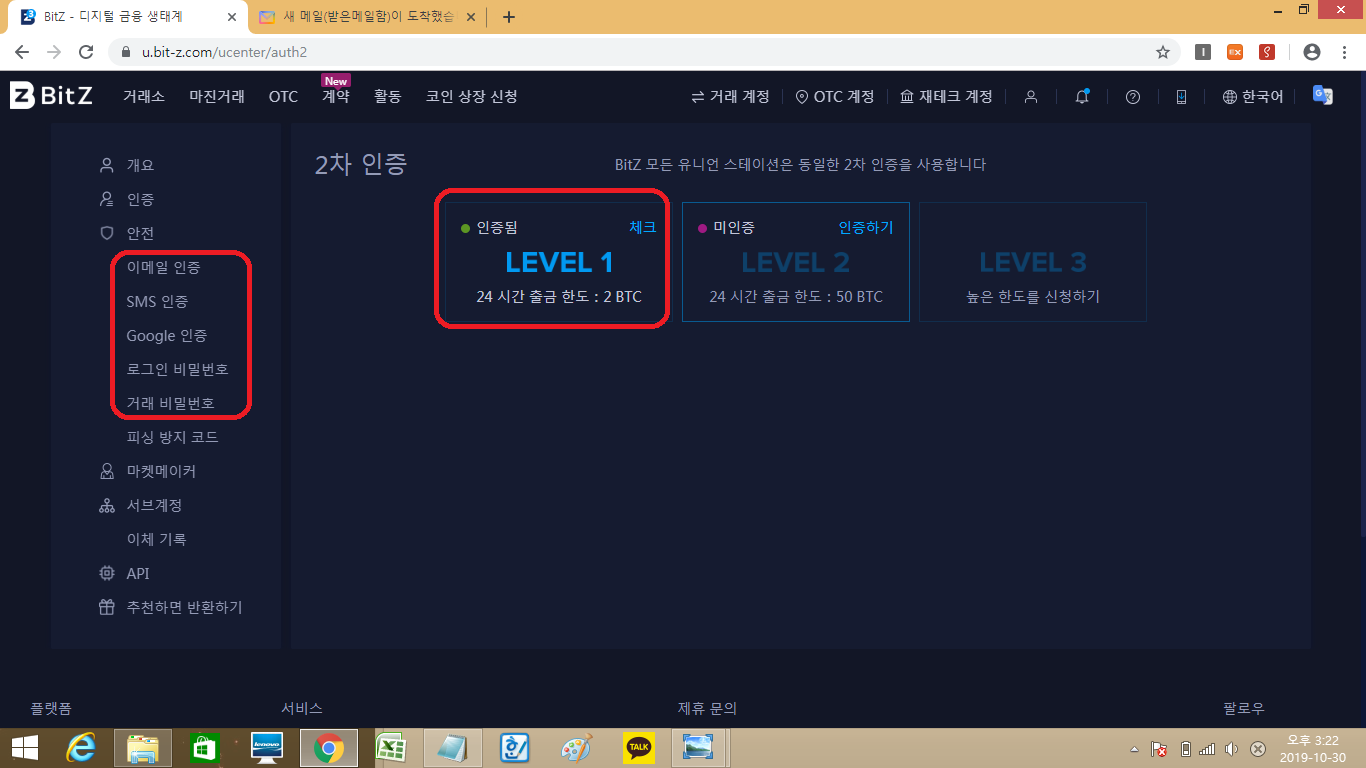 BitZ - 디지털 금융 생태계
새 메일(받은메일함)이 도착했습
u.bit-z.com/ucenter/auth2
BitZ
거래소
마진거래
OTC
New
계약
활동
코인 상장 신청
거래 계정
OTC 계정
재테크 계정
한국어
개요
인증
안전
이메일 인증
SMS 인증
Google 인증
로그인 비밀번호
거래 비밀번호
피싱 방지 코드
마켓메이커
서브계정
이체 기록
API
추천하면 반환하기
2차 인증
BitZ 모든 유니언 스테이션은 동일한 2차 인증을 사용합니다
인증됨 체크
LEVEL 1
24 시간 출금 한도 : 2 BTC
미인증 인증하기
LEVEL 2
24 시간 출금 한도 : 50 BTC
LEVEL 3
높은 한도를 신청하기
플랫폼
서비스
제휴 문의
팔로우
lenovo
TALK
오후 3:22
2019-10-30